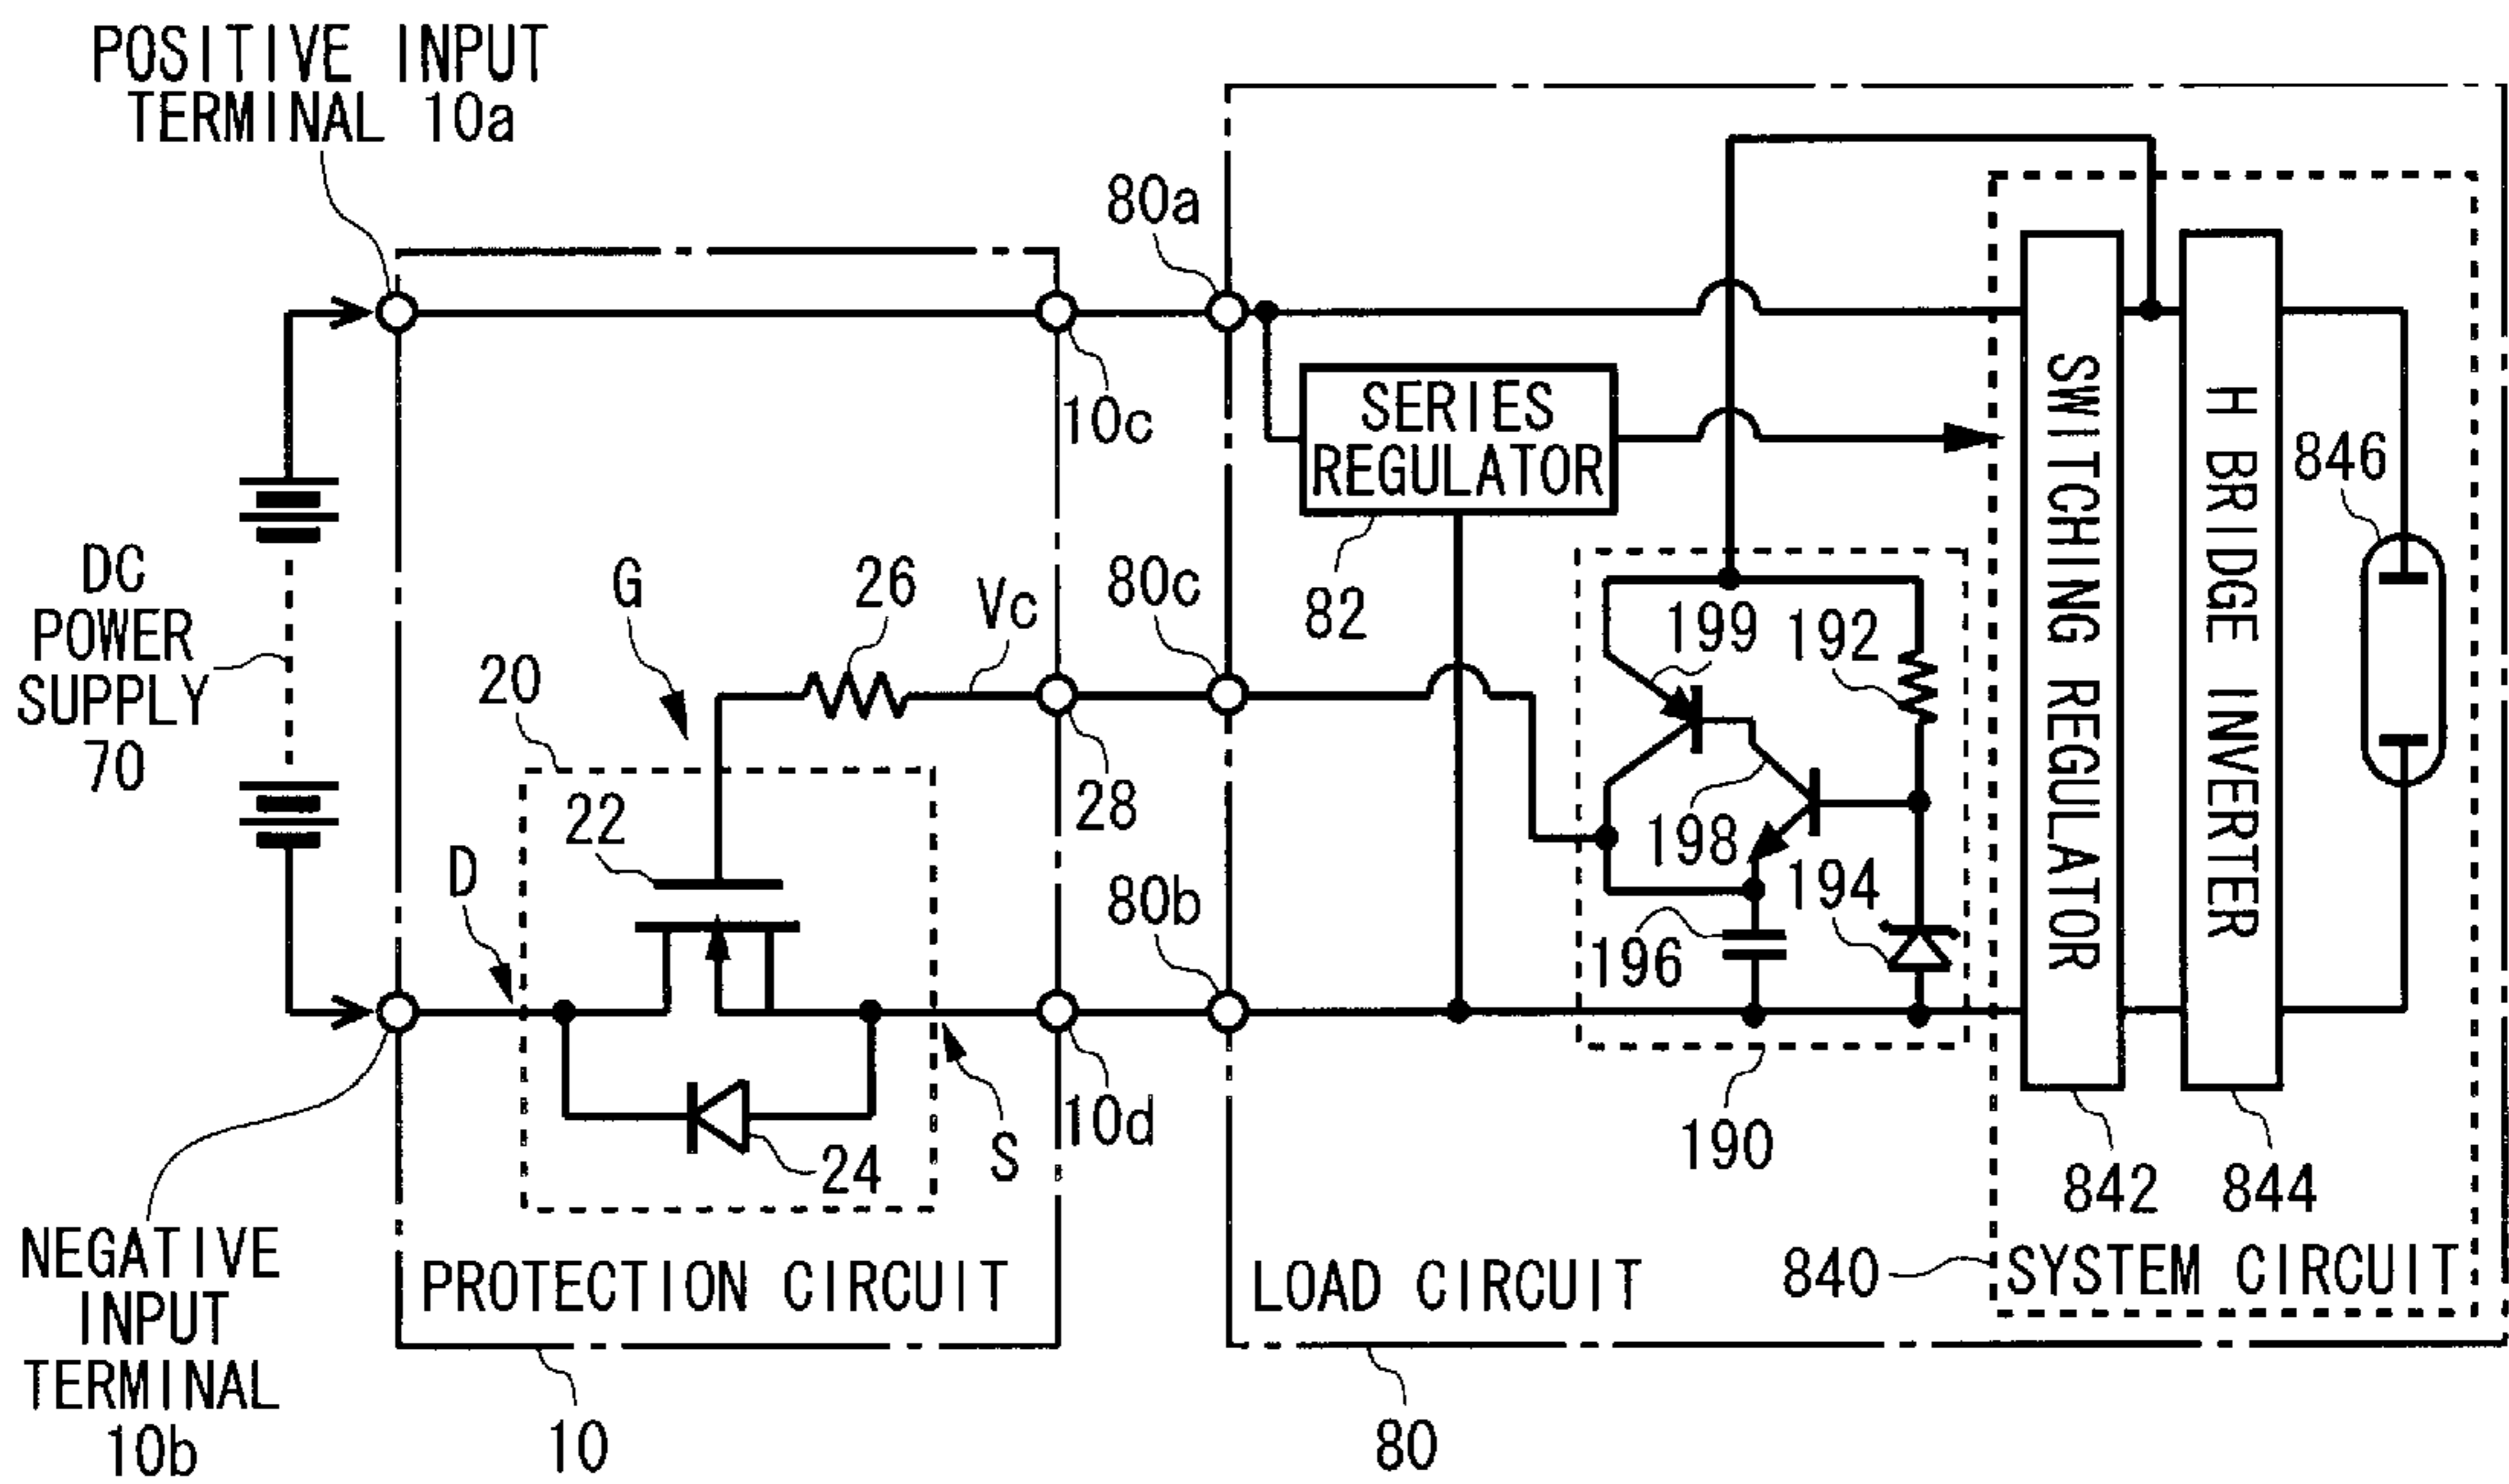 POSITIVE INPUT
TERMINAL 10a
80a
10c
SERIES
REGULATOR
82
SWITCHING REGULATOR
H BRIDGE INVERTER
846
DC
POWER
SUPPLY
70
G
26
Vc
80c
20
22
28
199
192
198
194
196
D
80b
24
S
10d
190
842
844
NEGATIVE
INPUT
TERMINAL
10b
PROTECTION CIRCUIT
LOAD CIRCUIT
840
SYSTEM CIRCUIT
10
80